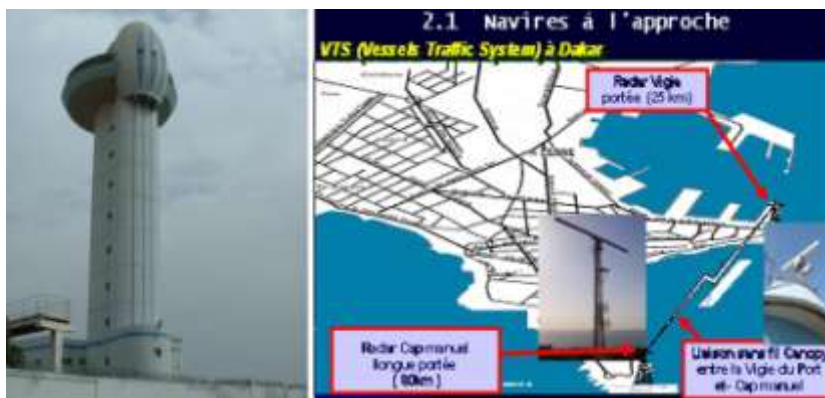 2.1 Navires à l'approche
VTS (Vessels Traffic System) à Dakar
Radar Vigie
portée (25 km)
Radar Cap manuel
longue portée
(80km)
Liaison sans fil Canopy
entre la Vigie du Port
et- Cap manuel